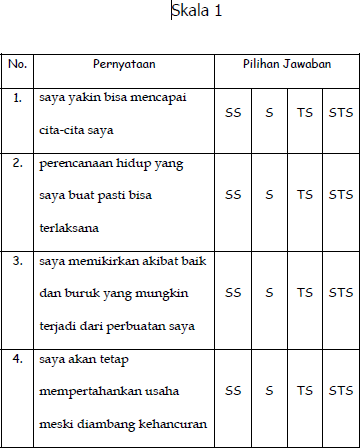 Skala 1
No. Pernyataan Pilihan Jawaban
1. saya yakin bisa mencapai
cita-cita saya
SS S TS STS
2. perencanaan hidup yang
saya buat pasti bisa
terlaksana
SS S TS STS
3. saya memikirkan akibat baik
dan buruk yang mungkin
terjadi dari perbuatan saya
SS S TS STS
4. saya akan tetap
mempertahankan usaha
meski diambang kehancuran
SS S TS STS